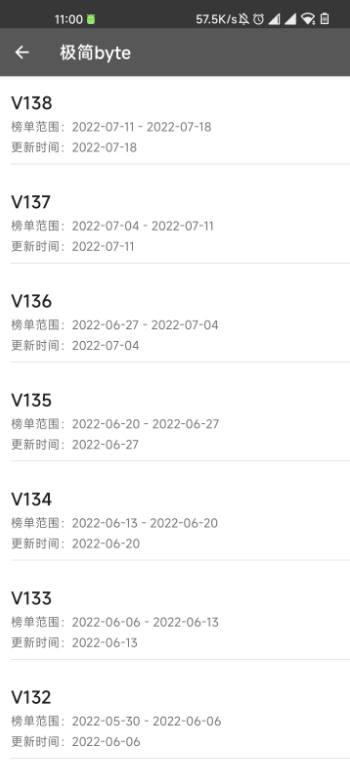 11:00 57.5K/s
极简byte
V138
榜单范围：2022-07-11 - 2022-07-18
更新时间：2022-07-18
V137
榜单范围：2022-07-04 - 2022-07-11
更新时间：2022-07-11
V136
榜单范围：2022-06-27 - 2022-07-04
更新时间：2022-07-04
V135
榜单范围：2022-06-20 - 2022-06-27
更新时间：2022-06-27
V134
榜单范围：2022-06-13 - 2022-06-20
更新时间：2022-06-20
V133
榜单范围：2022-06-06 - 2022-06-13
更新时间：2022-06-13
V132
榜单范围：2022-05-30 - 2022-06-06
更新时间：2022-06-06